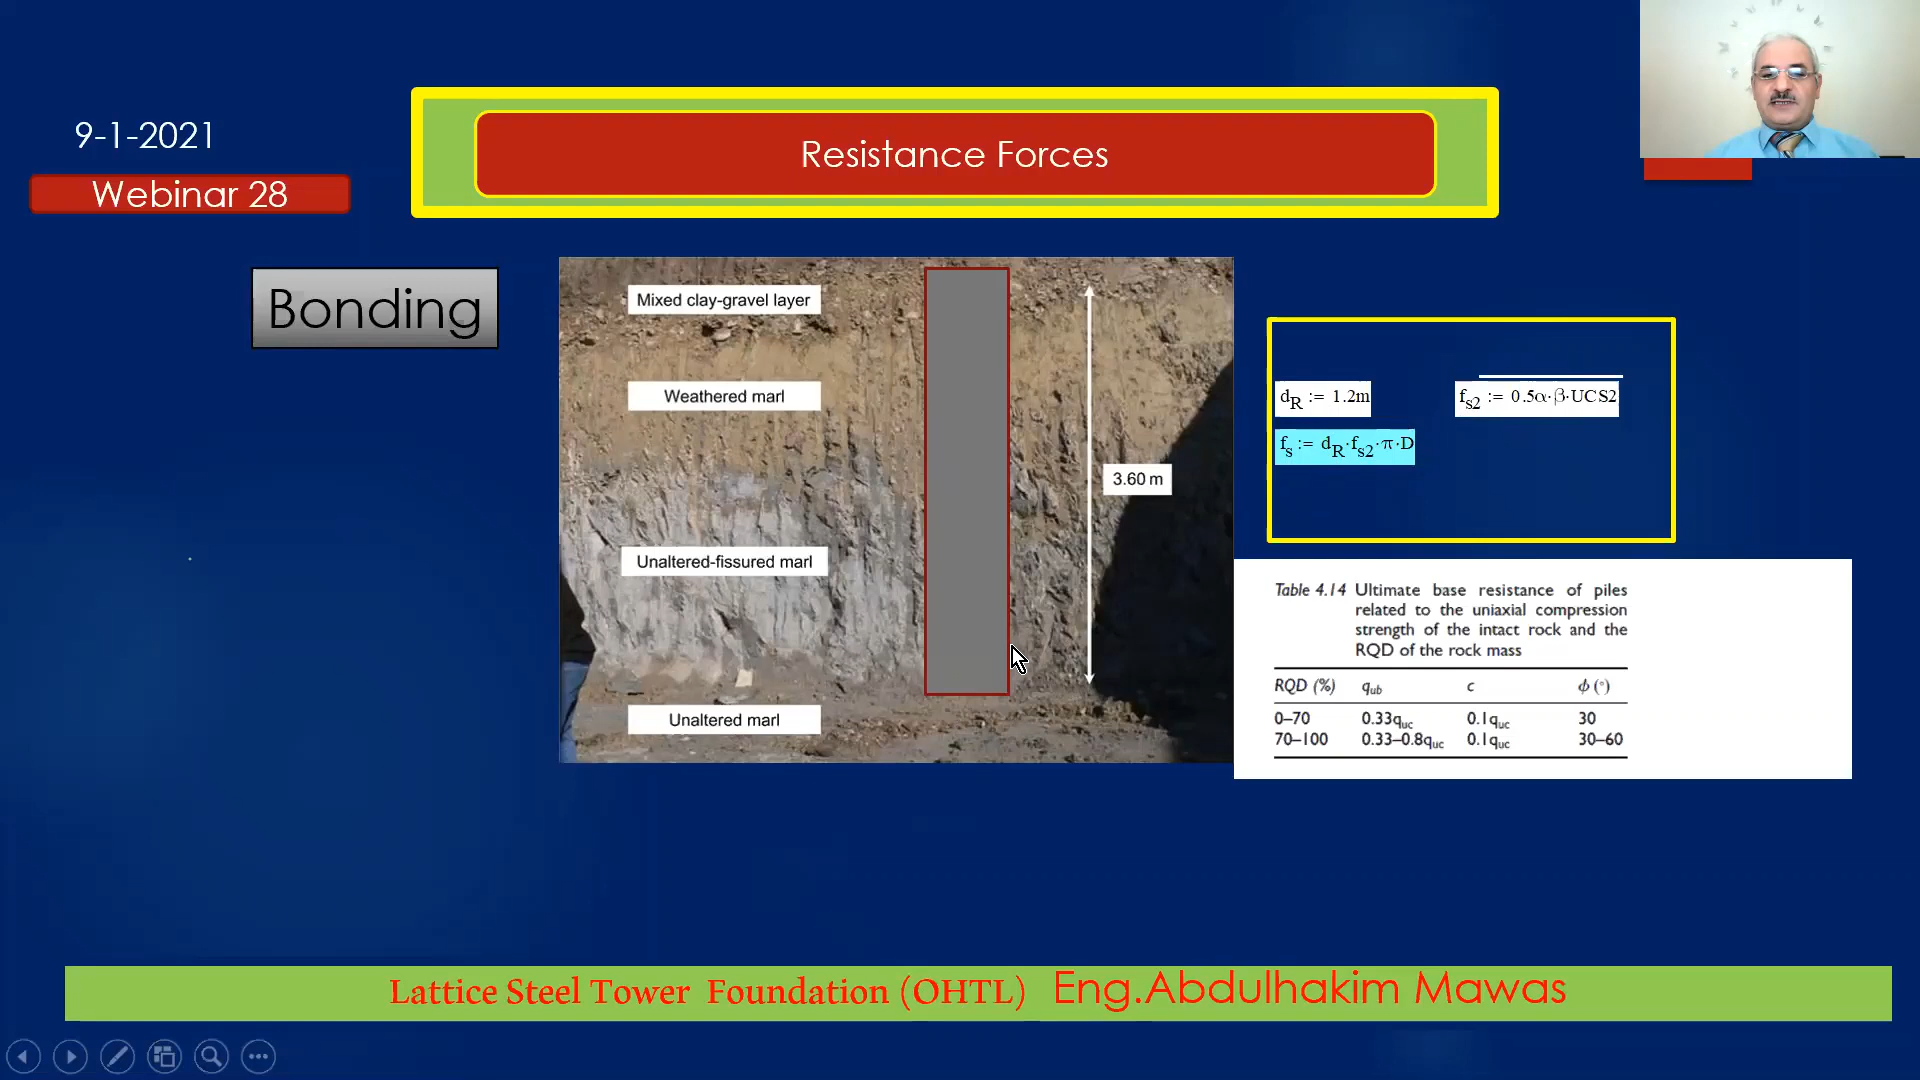 9-1-2021
Webinar 28
Resistance Forces
Bonding
Mixed clay-gravel layer
Weathered marl
Unaltered-fissured marl
Unaltered marl
3.60 m
d_R := 1.2m
f_s2 := 0.5α·β·UCS2
f_s := d_R·f_s2·π·D
Table 4.14 Ultimate base resistance of piles
related to the uniaxial compression
strength of the intact rock and the
RQD of the rock mass
RQD (%) q_ub c ϕ (°)
0–70 0.33q_uc 0.1q_uc 30
70–100 0.33–0.8q_uc 0.1q_uc 30–60
Lattice Steel Tower Foundation (OHTL) Eng.Abdulhakim Mawas